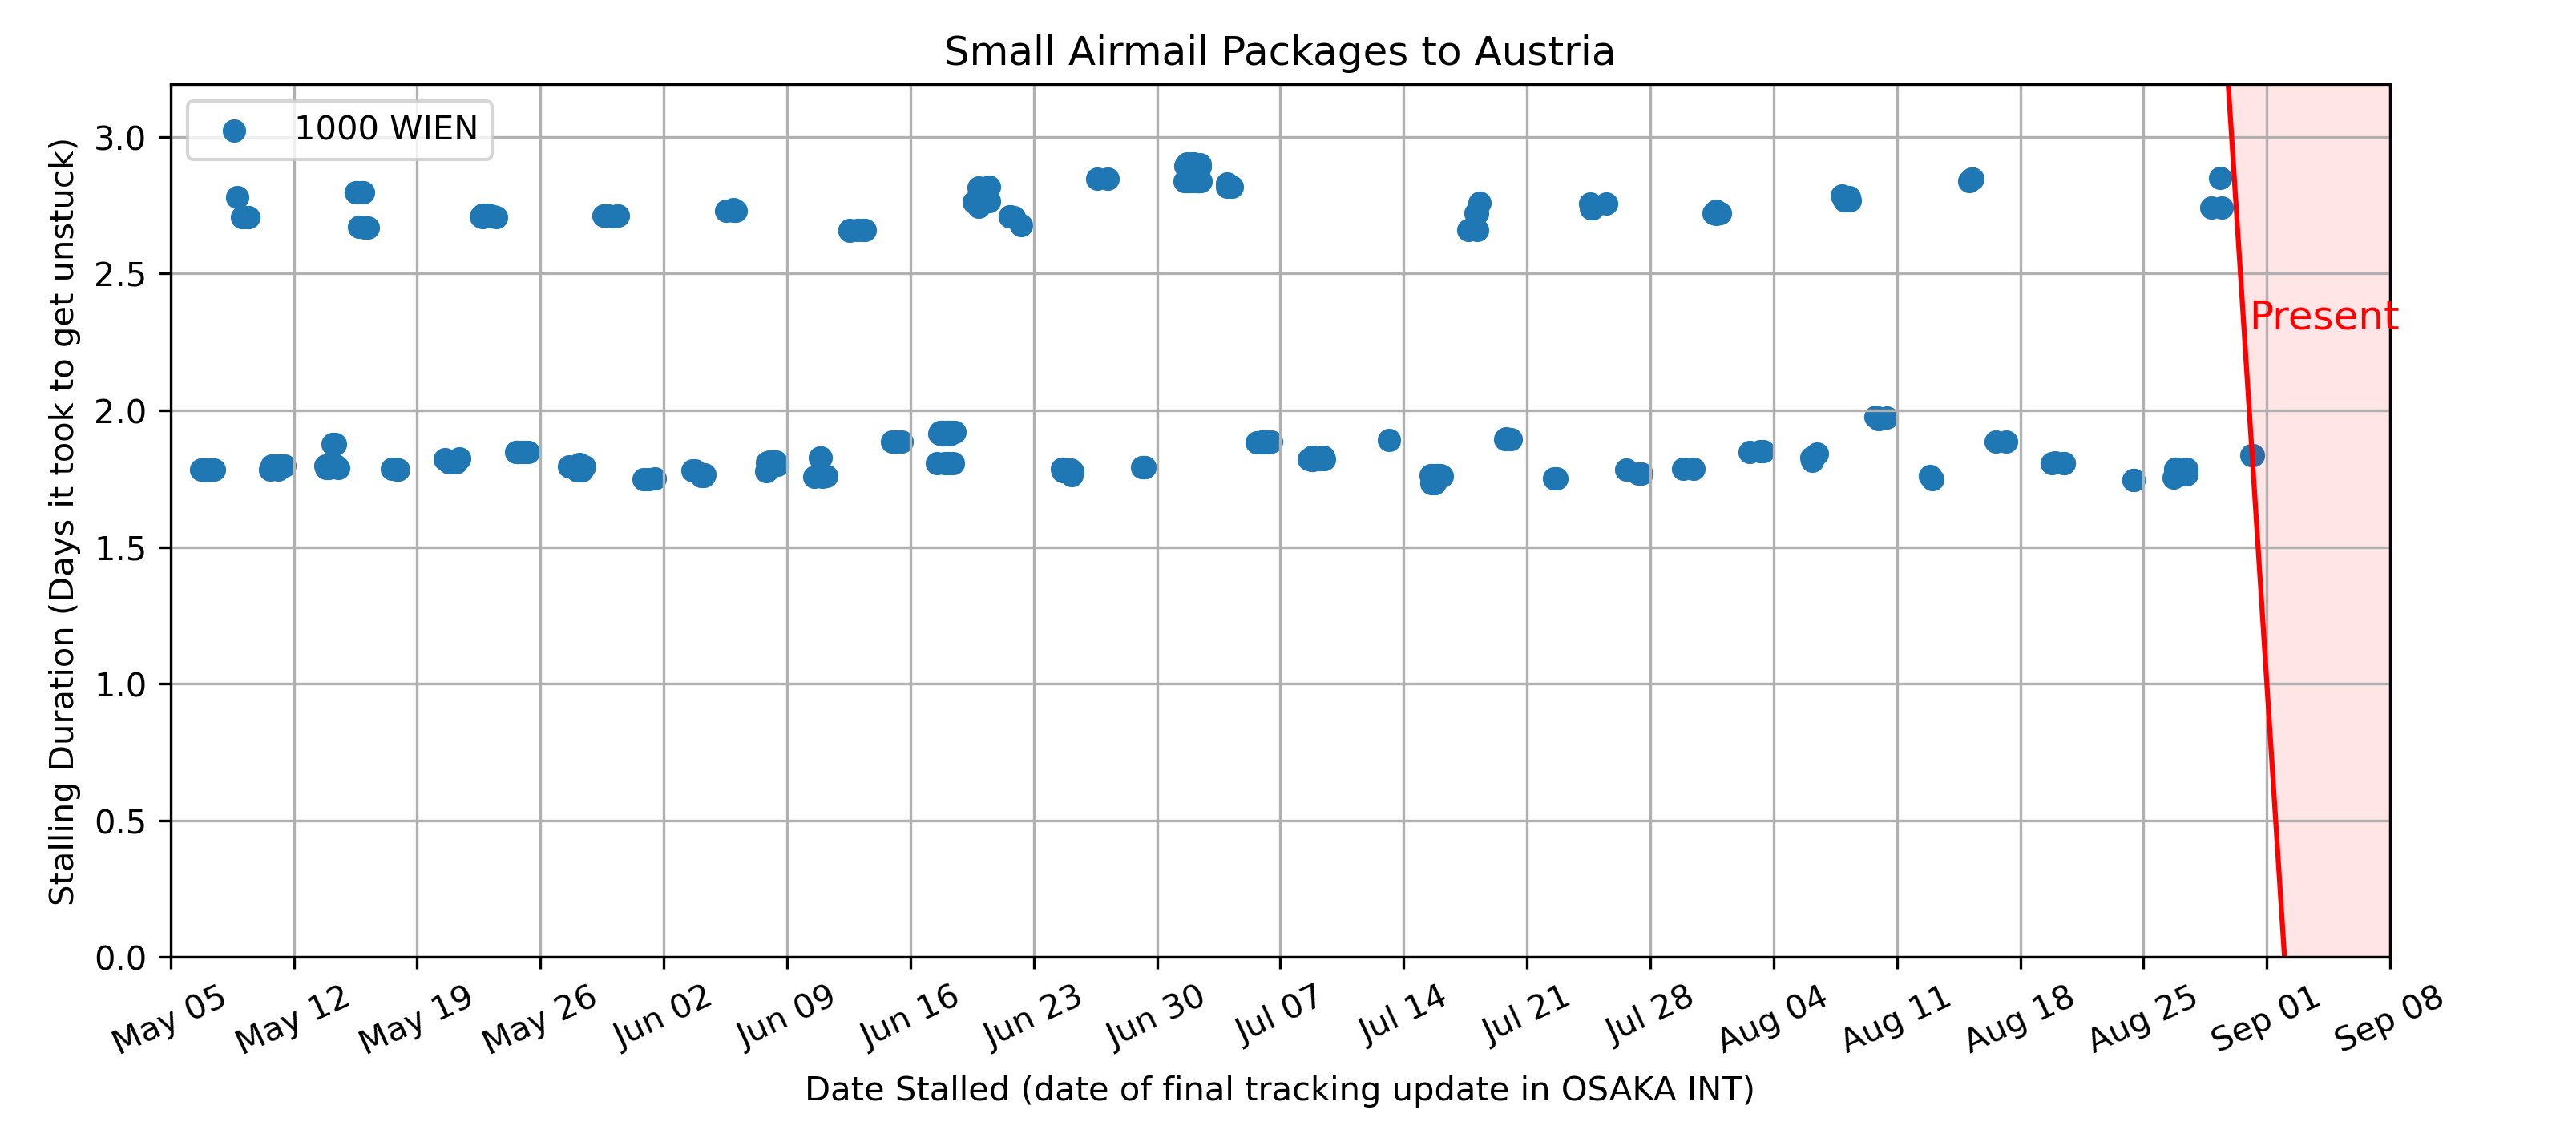 Small Airmail Packages to Austria
1000 WIEN
Present
Stalling Duration (Days it took to get unstuck)
3.0
2.5
2.0
1.5
1.0
0.5
0.0
May 05
May 12
May 19
May 26
Jun 02
Jun 09
Jun 16
Jun 23
Jun 30
Jul 07
Jul 14
Jul 21
Jul 28
Aug 04
Aug 11
Aug 18
Aug 25
Sep 01
Sep 08
Date Stalled (date of final tracking update in OSAKA INT)